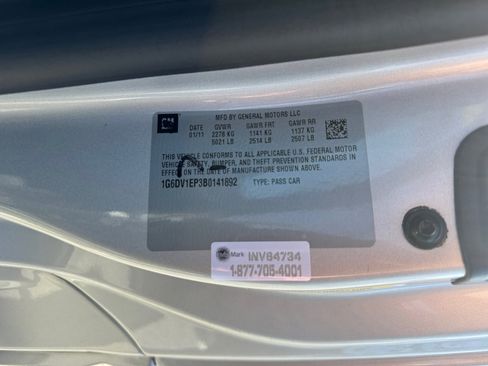 GM
MFD BY GENERAL MOTORS LLC
DATE GVWR GAWR FRT GAWR RR
01/11 2278 KG 1141 KG 1137 KG
5021 LB 2514 LB 2507 LB
THIS VEHICLE CONFORMS TO ALL APPLICABLE U.S. FEDERAL MOTOR
VEHICLE SAFETY, BUMPER, AND THEFT PREVENTION STANDARDS IN
EFFECT ON THE DATE OF MANUFACTURE SHOWN ABOVE.
1G6DV1EP3B0141692 TYPE: PASS CAR
Mark INV64734
1-877-705-4001